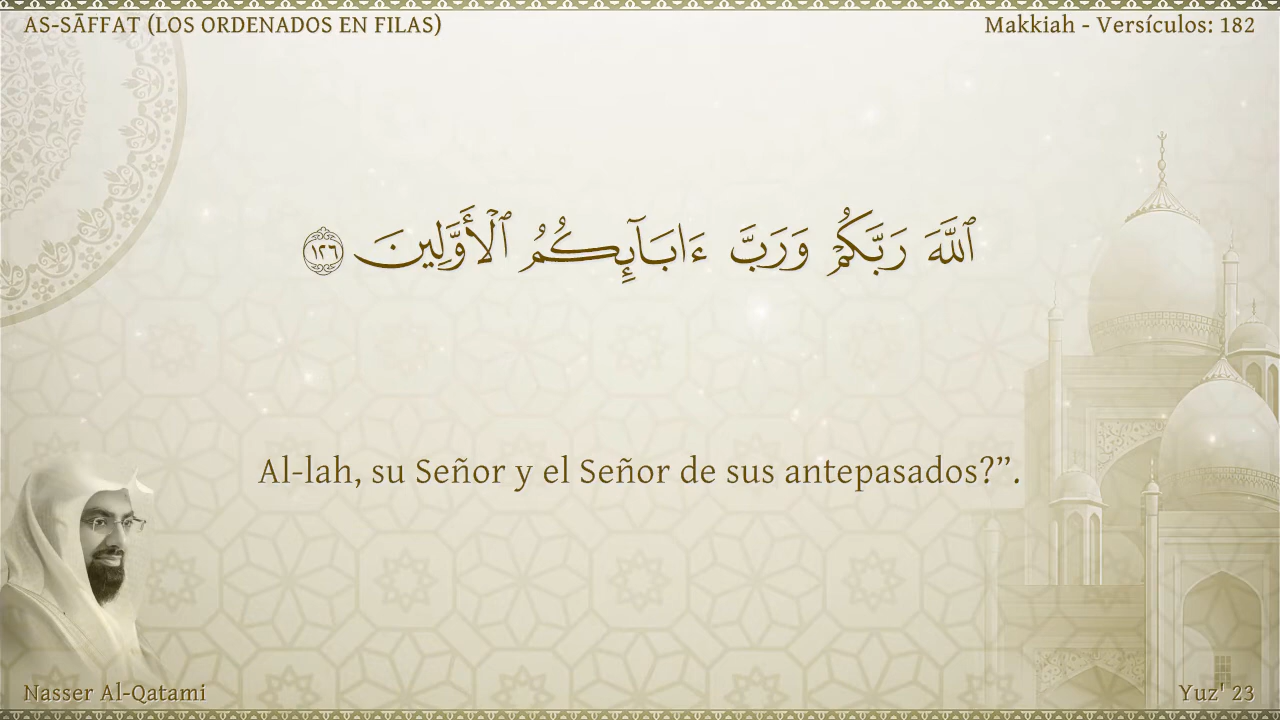 AS-SĀFFAT (LOS ORDENADOS EN FILAS)
Makkiah - Versículos: 182
ٱللَّهَ رَبَّكُمْ وَرَبَّ ءَابَآئِكُمُ ٱلْأَوَّلِينَ ١٢٦
Al-lah, su Señor y el Señor de sus antepasados?”.
Nasser Al-Qatami
Yuz' 23